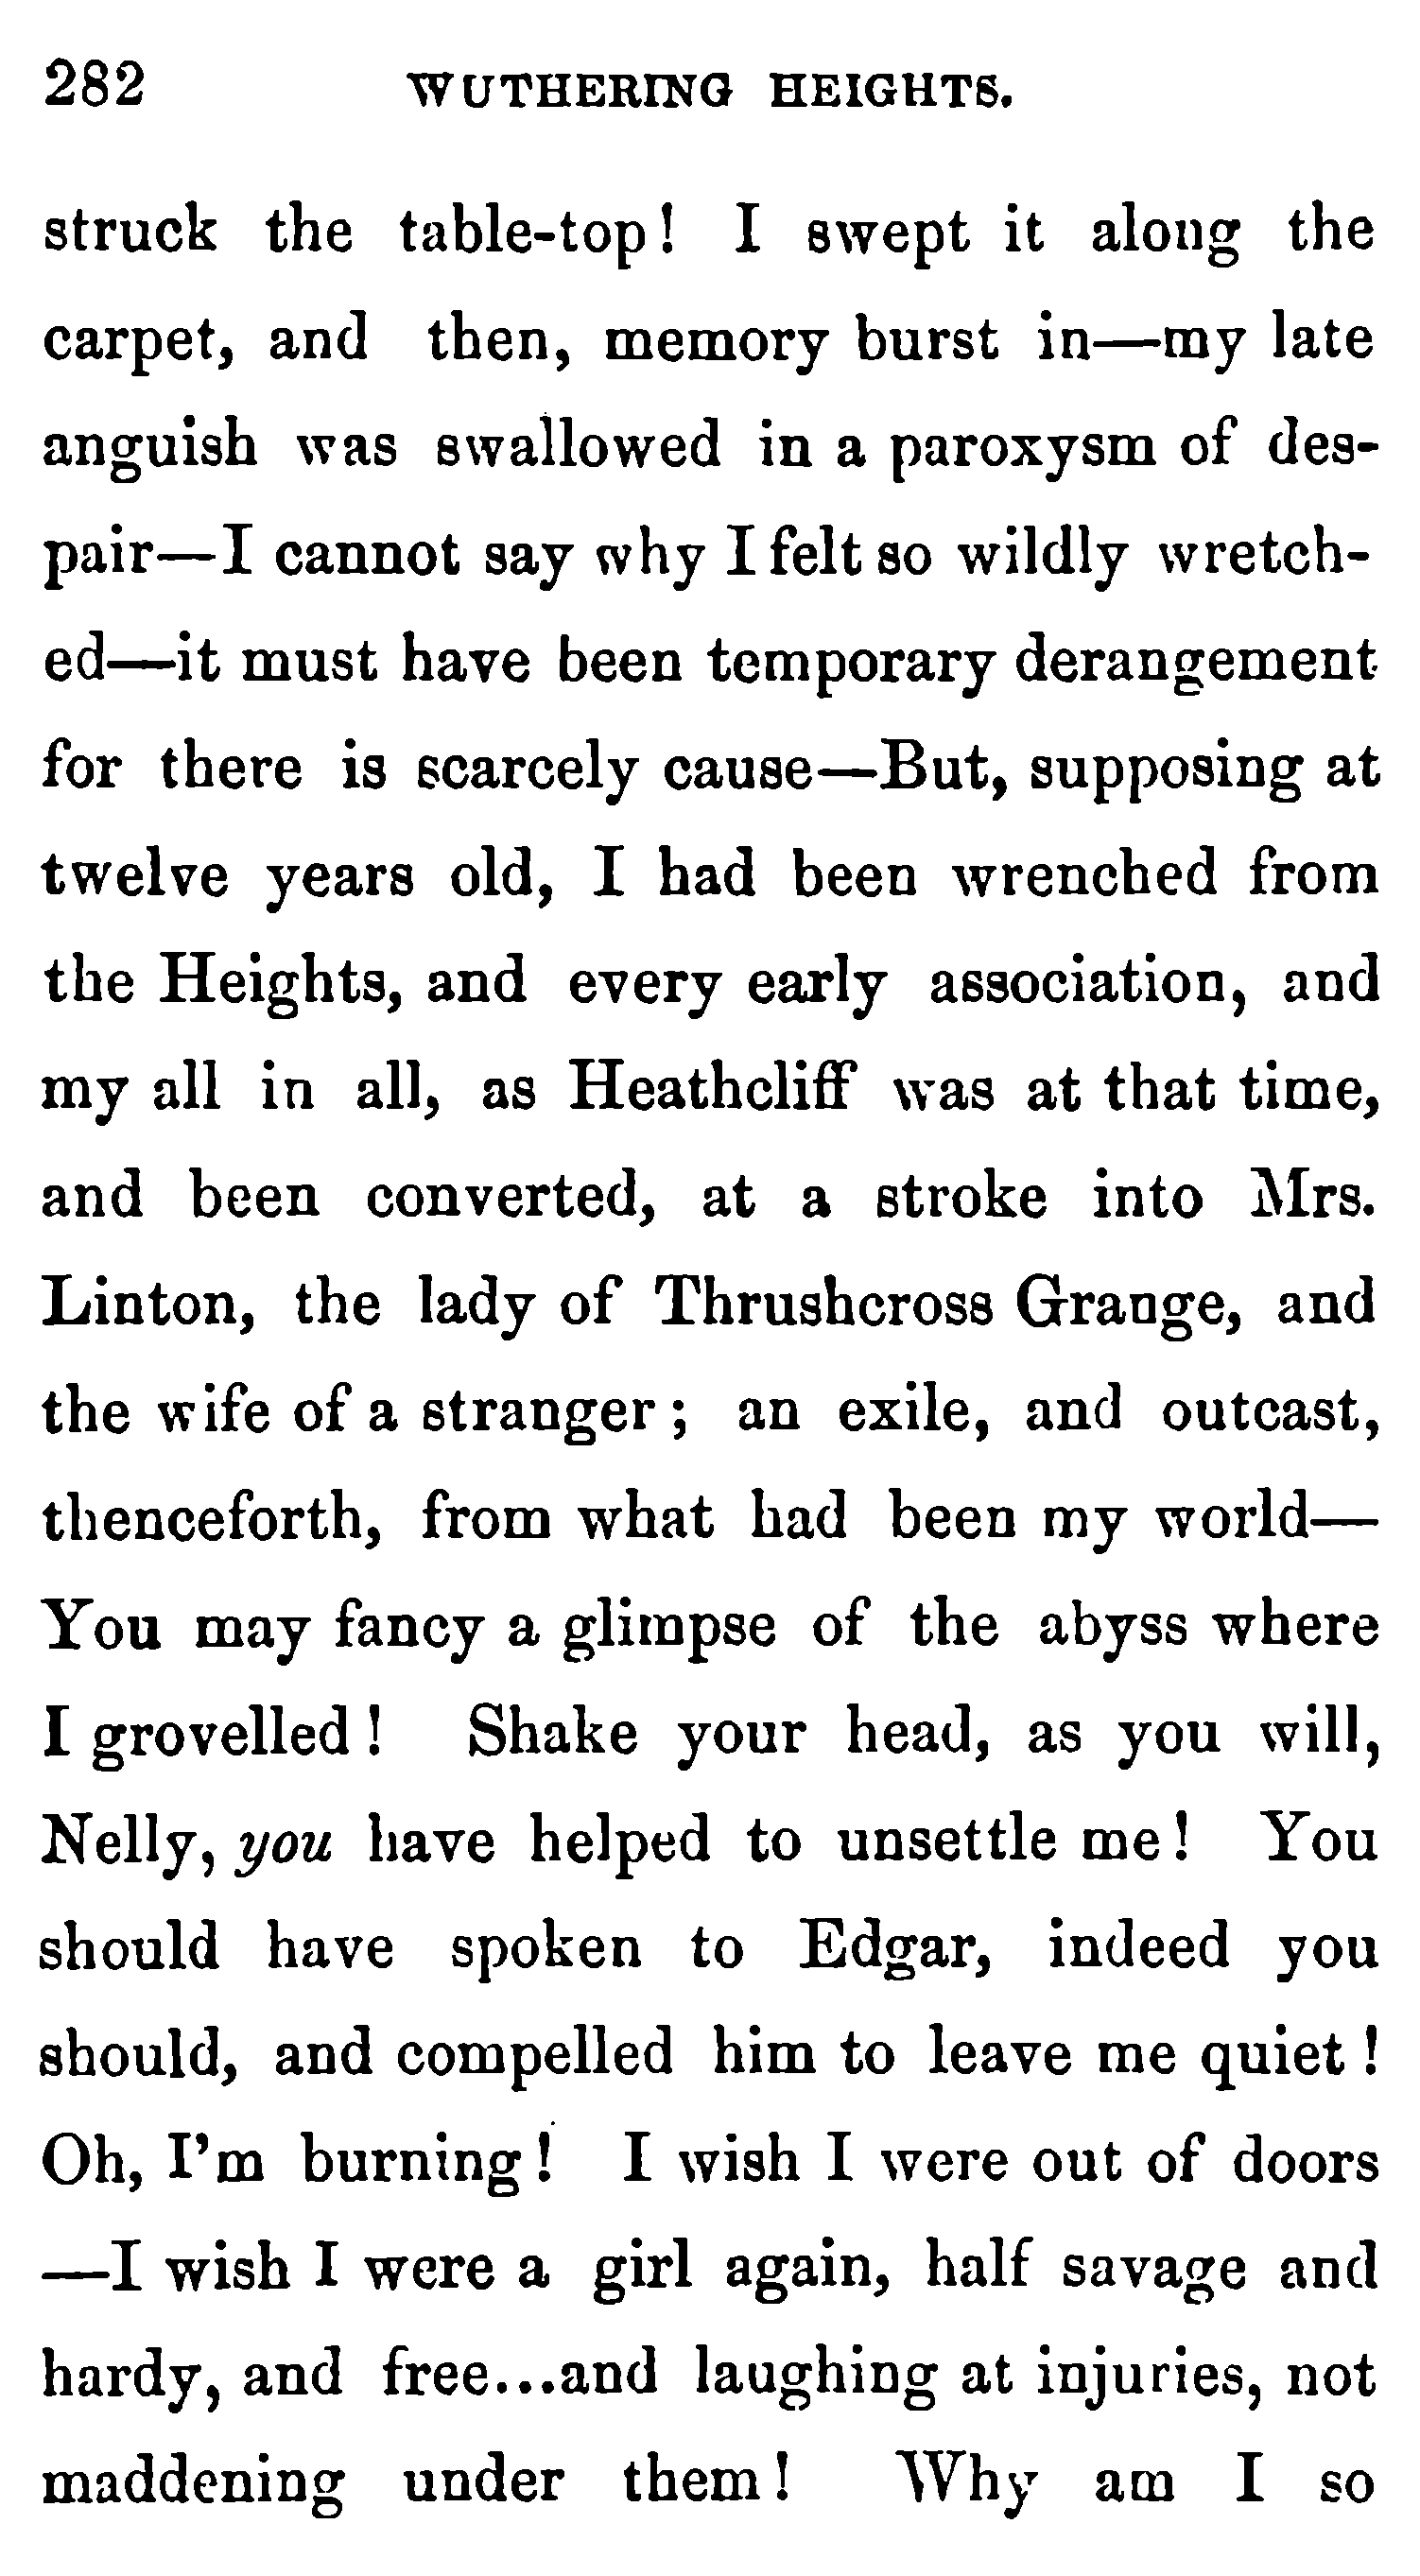 282 WUTHERING HEIGHTS.
struck the table-top! I swept it along the
carpet, and then, memory burst in—my late
anguish was swallowed in a paroxysm of des-
pair—I cannot say why I felt so wildly wretch-
ed—it must have been temporary derangement
for there is scarcely cause—But, supposing at
twelve years old, I had been wrenched from
the Heights, and every early association, and
my all in all, as Heathcliff was at that time,
and been converted, at a stroke into Mrs.
Linton, the lady of Thrushcross Grange, and
the wife of a stranger; an exile, and outcast,
thenceforth, from what had been my world—
You may fancy a glimpse of the abyss where
I grovelled! Shake your head, as you will,
Nelly, you have helped to unsettle me! You
should have spoken to Edgar, indeed you
should, and compelled him to leave me quiet!
Oh, I'm burning! I wish I were out of doors
—I wish I were a girl again, half savage and
hardy, and free...and laughing at injuries, not
maddening under them! Why am I so